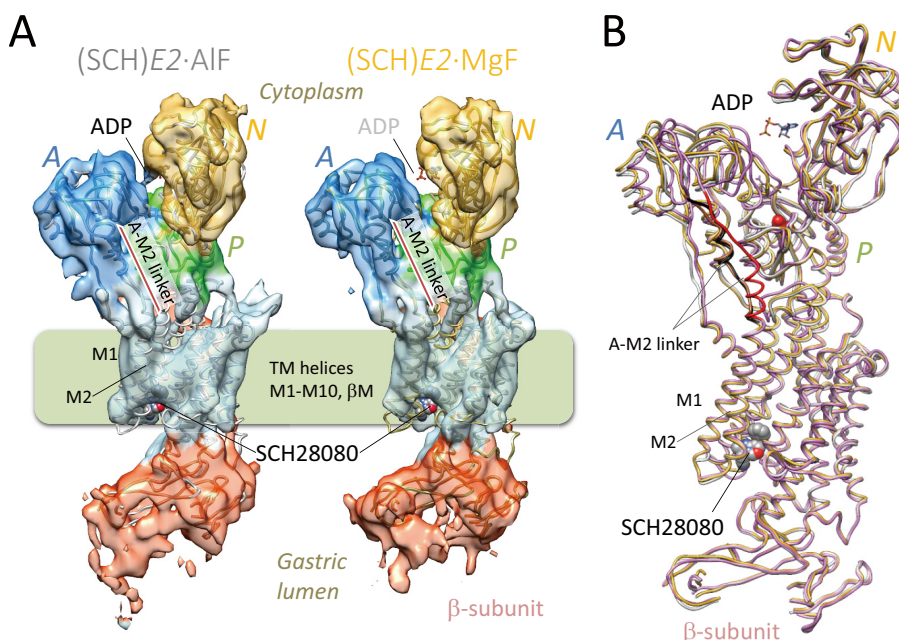 A
(SCH)E2·AlF
(SCH)E2·MgF
Cytoplasm
ADP
ADP
A
N
A
N
A-M2 linker
P
A-M2 linker
P
M1
M2
TM helices
M1-M10, βM
SCH28080
Gastric
lumen
β-subunit
B
N
ADP
A
P
A-M2 linker
M1
M2
SCH28080
β-subunit